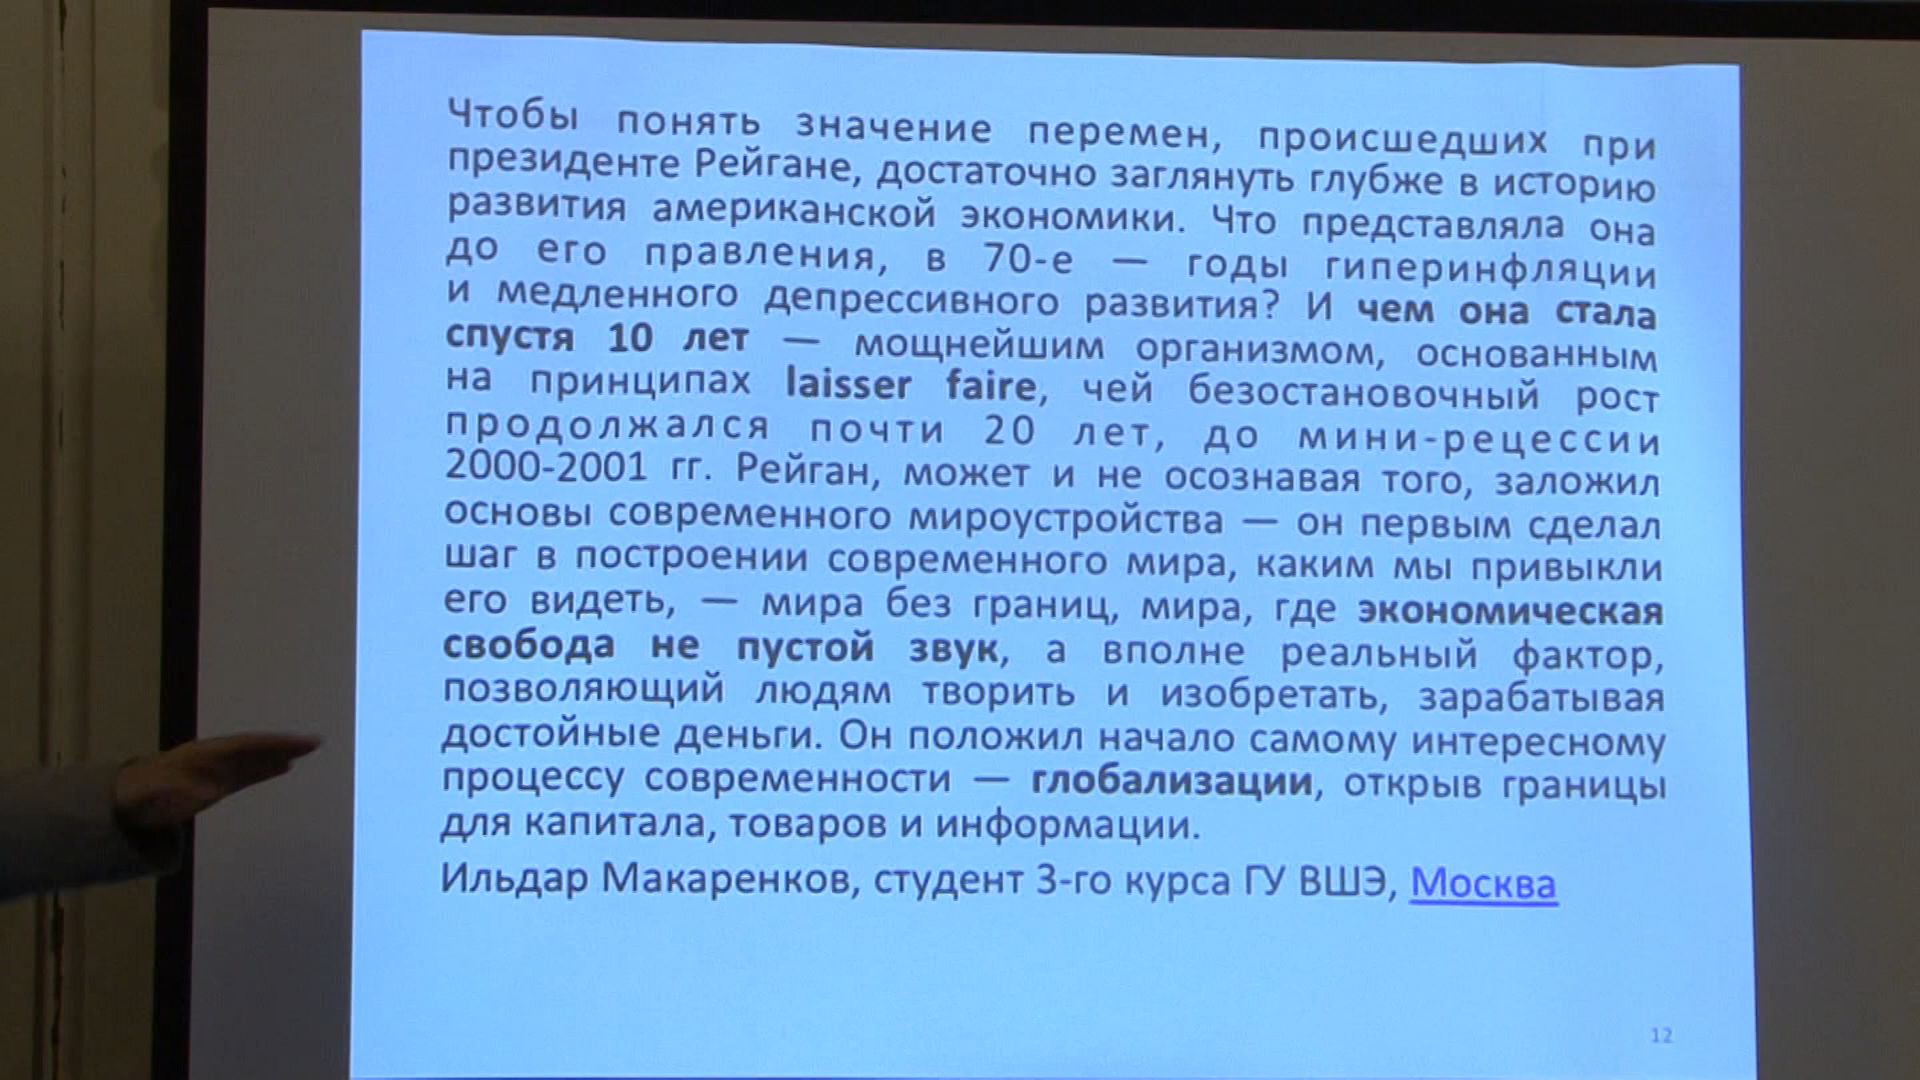 Чтобы понять значение перемен, происшедших при
президенте Рейгане, достаточно заглянуть глубже в историю
развития американской экономики. Что представляла она
до его правления, в 70-е — годы гиперинфляции
и медленного депрессивного развития? И чем она стала
спустя 10 лет — мощнейшим организмом, основанным
на принципах laisser faire, чей безостановочный рост
продолжался почти 20 лет, до мини-рецессии
2000-2001 гг. Рейган, может и не осознавая того, заложил
основы современного мироустройства — он первым сделал
шаг в построении современного мира, каким мы привыкли
его видеть, — мира без границ, мира, где экономическая
свобода не пустой звук, а вполне реальный фактор,
позволяющий людям творить и изобретать, зарабатывая
достойные деньги. Он положил начало самому интересному
процессу современности — глобализации, открыв границы
для капитала, товаров и информации.
Ильдар Макаренков, студент 3-го курса ГУ ВШЭ, Москва
12